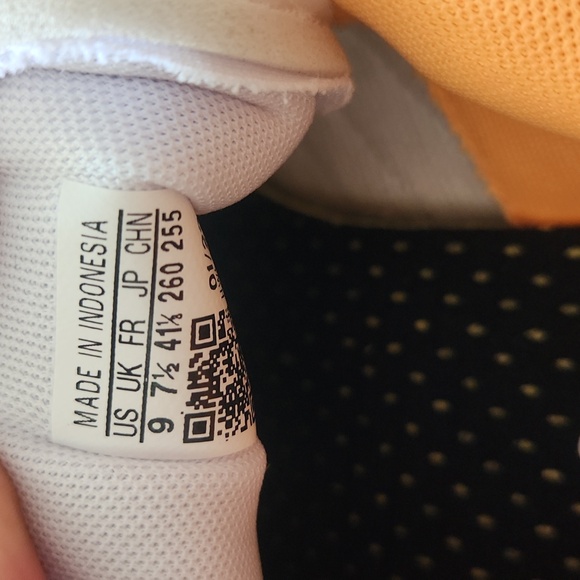 MADE IN INDONESIA
US UK FR JP CHN
9 7½ 41⅓ 260 255